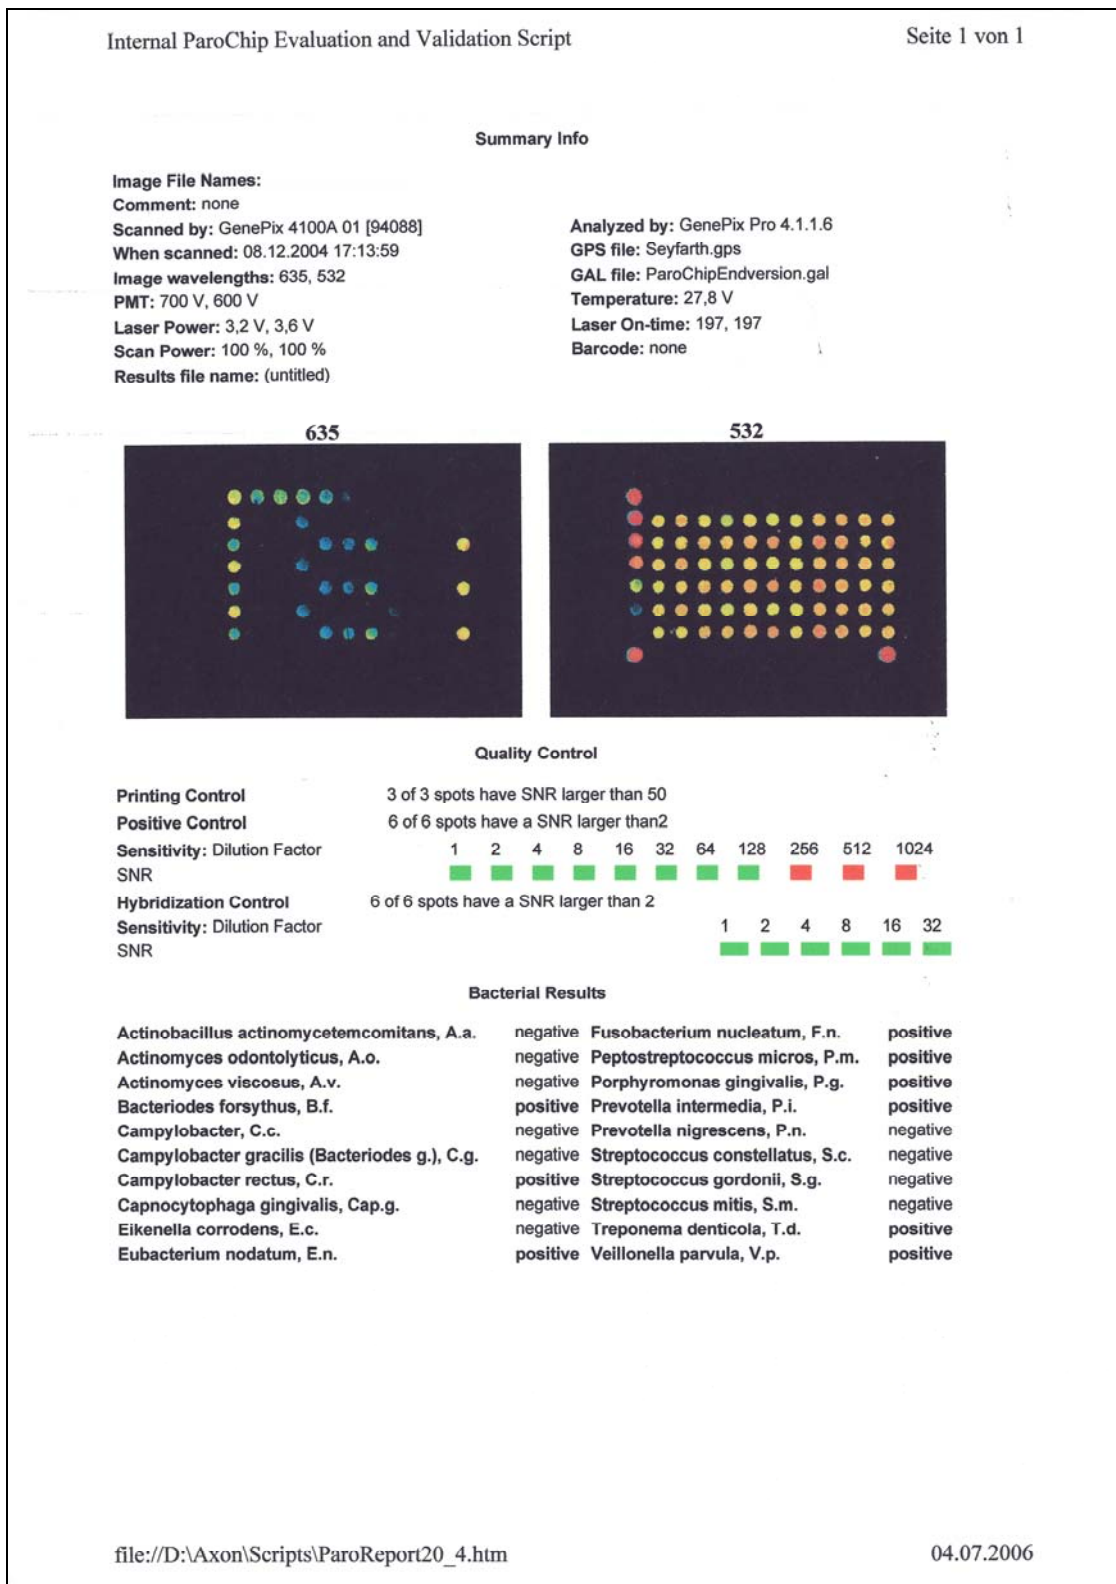 Internal ParoChip Evaluation and Validation Script Seite 1 von 1
Summary Info
Image File Names:
Comment: none
Scanned by: GenePix 4100A 01 [94088] Analyzed by: GenePix Pro 4.1.1.6
When scanned: 08.12.2004 17:13:59 GPS file: Seyfarth.gps
Image wavelengths: 635, 532 GAL file: ParoChipEndversion.gal
PMT: 700 V, 600 V Temperature: 27,8 V
Laser Power: 3,2 V, 3,6 V Laser On-time: 197, 197
Scan Power: 100 %, 100 % Barcode: none
Results file name: (untitled)
635 532
Quality Control
Printing Control 3 of 3 spots have SNR larger than 50
Positive Control 6 of 6 spots have a SNR larger than2
Sensitivity: Dilution Factor 1 2 4 8 16 32 64 128 256 512 1024
SNR
Hybridization Control 6 of 6 spots have a SNR larger than 2
Sensitivity: Dilution Factor 1 2 4 8 16 32
SNR
Bacterial Results
Actinobacillus actinomycetemcomitans, A.a. negative Fusobacterium nucleatum, F.n. positive
Actinomyces odontolyticus, A.o. negative Peptostreptococcus micros, P.m. positive
Actinomyces viscosus, A.v. negative Porphyromonas gingivalis, P.g. positive
Bacteriodes forsythus, B.f. positive Prevotella intermedia, P.i. positive
Campylobacter, C.c. negative Prevotella nigrescens, P.n. negative
Campylobacter gracilis (Bacteriodes g.), C.g. negative Streptococcus constellatus, S.c. negative
Campylobacter rectus, C.r. positive Streptococcus gordonii, S.g. negative
Capnocytophaga gingivalis, Cap.g. negative Streptococcus mitis, S.m. negative
Eikenella corrodens, E.c. negative Treponema denticola, T.d. positive
Eubacterium nodatum, E.n. positive Veillonella parvula, V.p. positive
file://D:\Axon\Scripts\ParoReport20_4.htm 04.07.2006